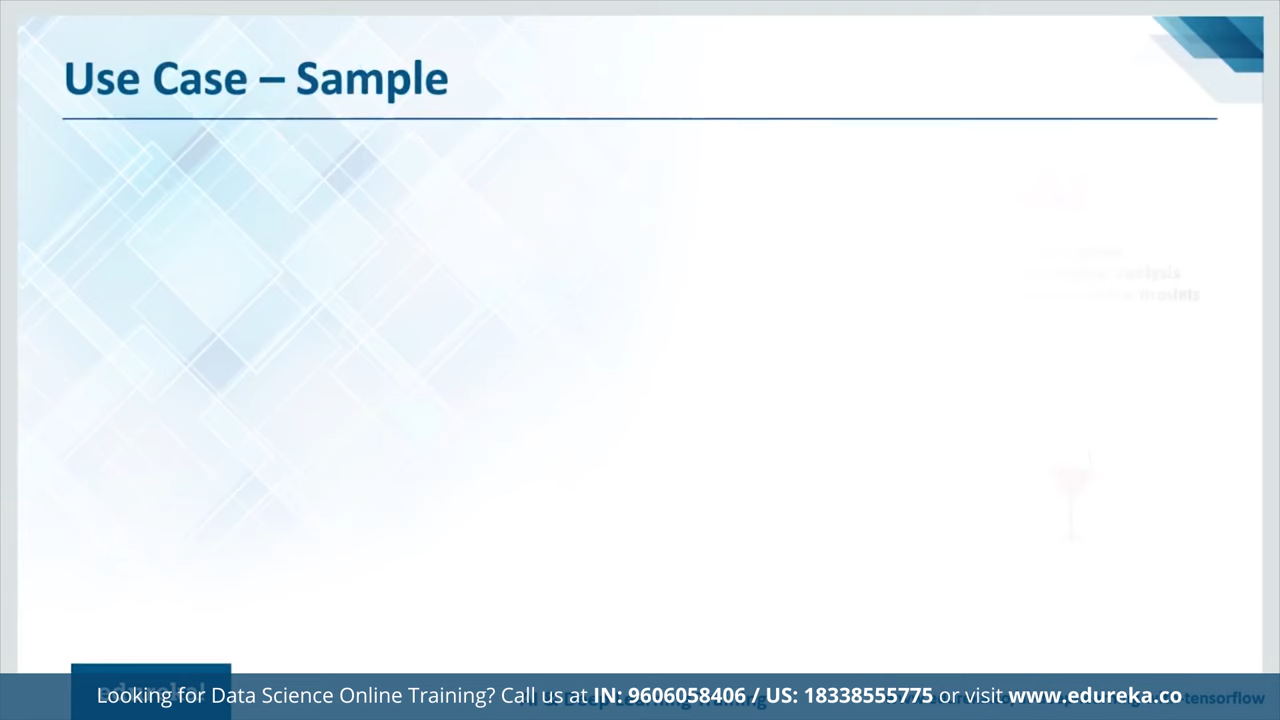 Use Case – Sample
Looking for Data Science Online Training? Call us at IN: 9606058406 / US: 18338555775 or visit www.edureka.co